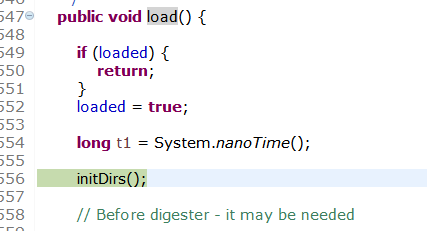 547 public void load() {
548
549 if (loaded) {
550 return;
551 }
552 loaded = true;
553
554 long t1 = System.nanoTime();
555
556 initDirs();
557
558 // Before digester - it may be needed